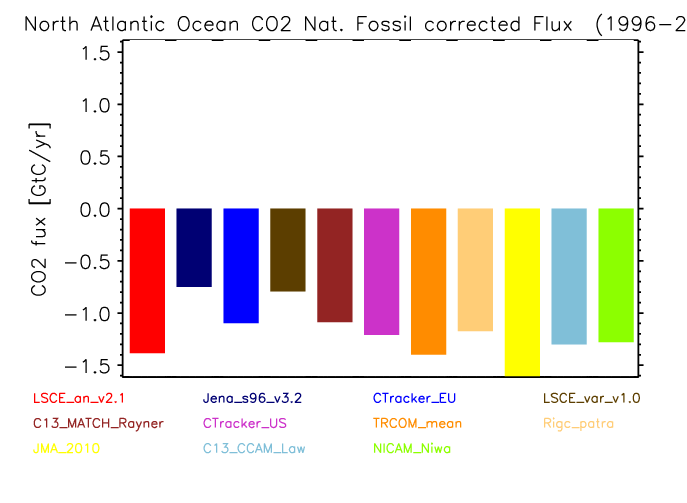 North Atlantic Ocean CO2 Nat. Fossil corrected Flux (1996-2
1.5
1.0
0.5
0.0
-0.5
-1.0
-1.5
CO2 fux [GtC/yr]
LSCE_an_v2.1 Jena_s96_v3.2 CTracker_EU LSCE_var_v1.0
C13_MATCH_Rayner CTracker_US TRCOM_mean Rigc_patra
JMA_2010 C13_CCAM_Law NICAM_Niwa